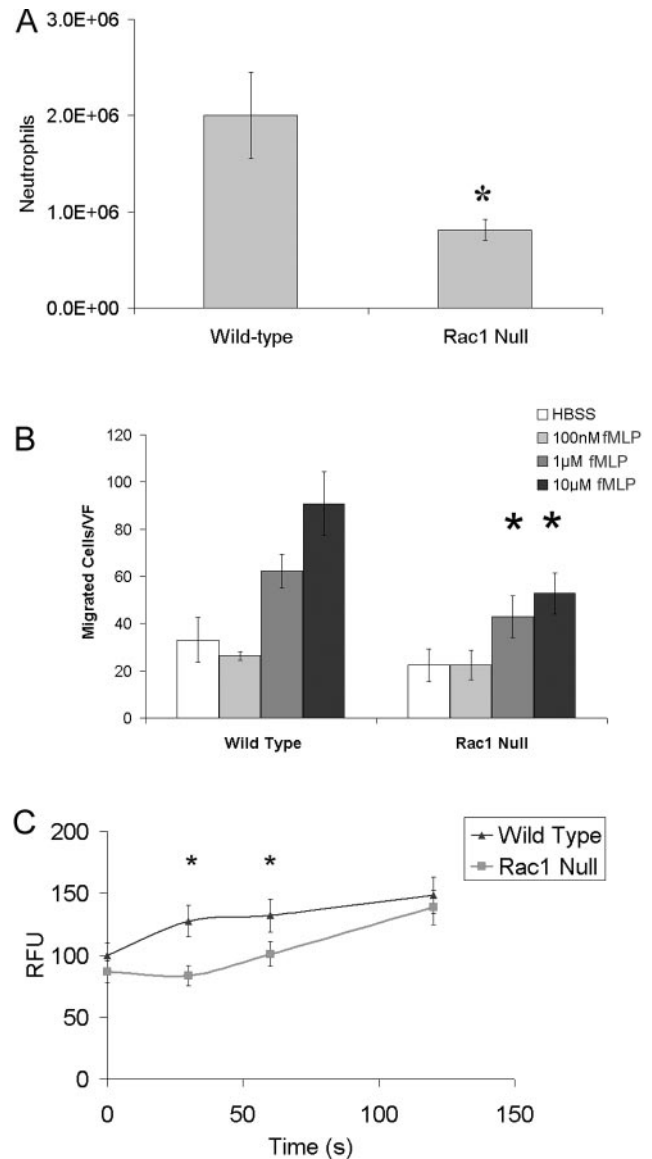 A
3.0E+06
2.0E+06
1.0E+06
0.0E+00
Neutrophils
*
Wild-type
Rac1 Null
B
HBSS
100nM fMLP
1µM fMLP
10µM fMLP
120
100
80
60
40
20
0
Migrated Cells/VF
* *
Wild Type
Rac1 Null
C
Wild Type
Rac1 Null
200
150
100
50
0
RFU
* *
0 50 100 150
Time (s)